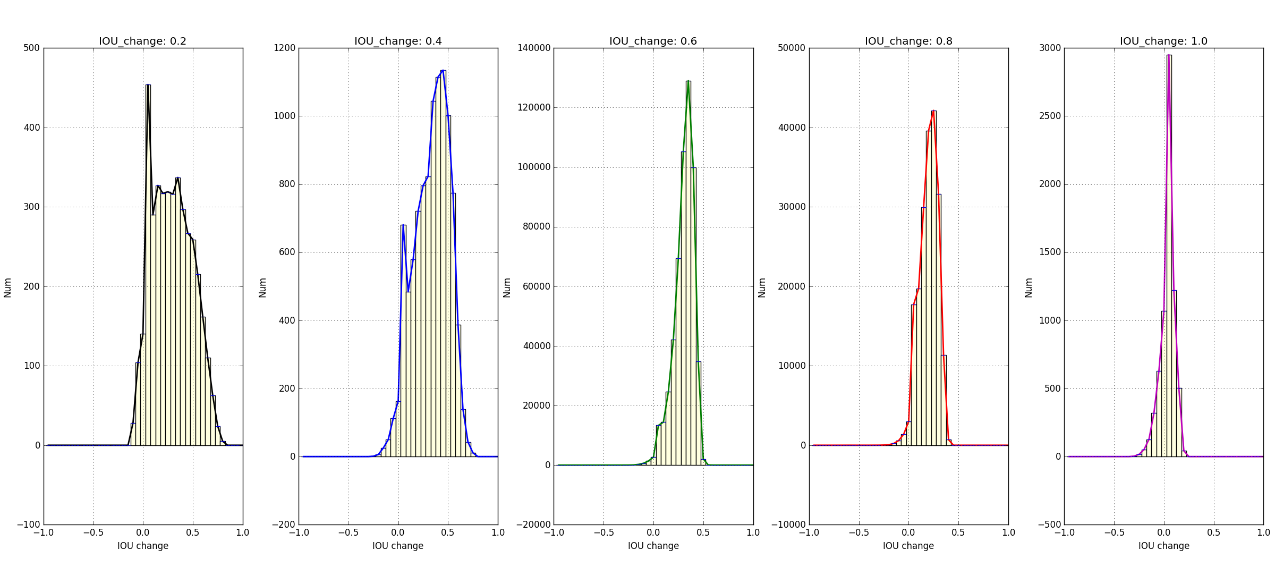 IOU_change: 0.2
500
400
300
200
100
0
−100
Num
−1.0 −0.5 0.0 0.5 1.0
IOU change
IOU_change: 0.4
1200
1000
800
600
400
200
0
−200
Num
−1.0 −0.5 0.0 0.5 1.0
IOU change
IOU_change: 0.6
140000
120000
100000
80000
60000
40000
20000
0
−20000
Num
−1.0 −0.5 0.0 0.5 1.0
IOU change
IOU_change: 0.8
50000
40000
30000
20000
10000
0
−10000
Num
−1.0 −0.5 0.0 0.5 1.0
IOU change
IOU_change: 1.0
3000
2500
2000
1500
1000
500
0
−500
Num
−1.0 −0.5 0.0 0.5 1.0
IOU change